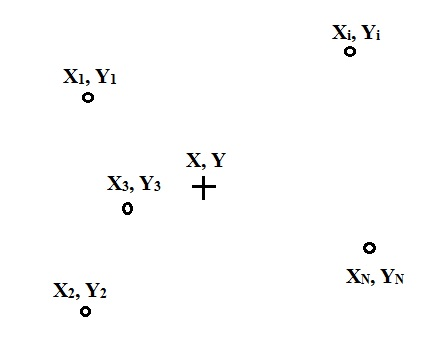 Xi, Yi
X1, Y1
X, Y
X3, Y3
XN, YN
X2, Y2